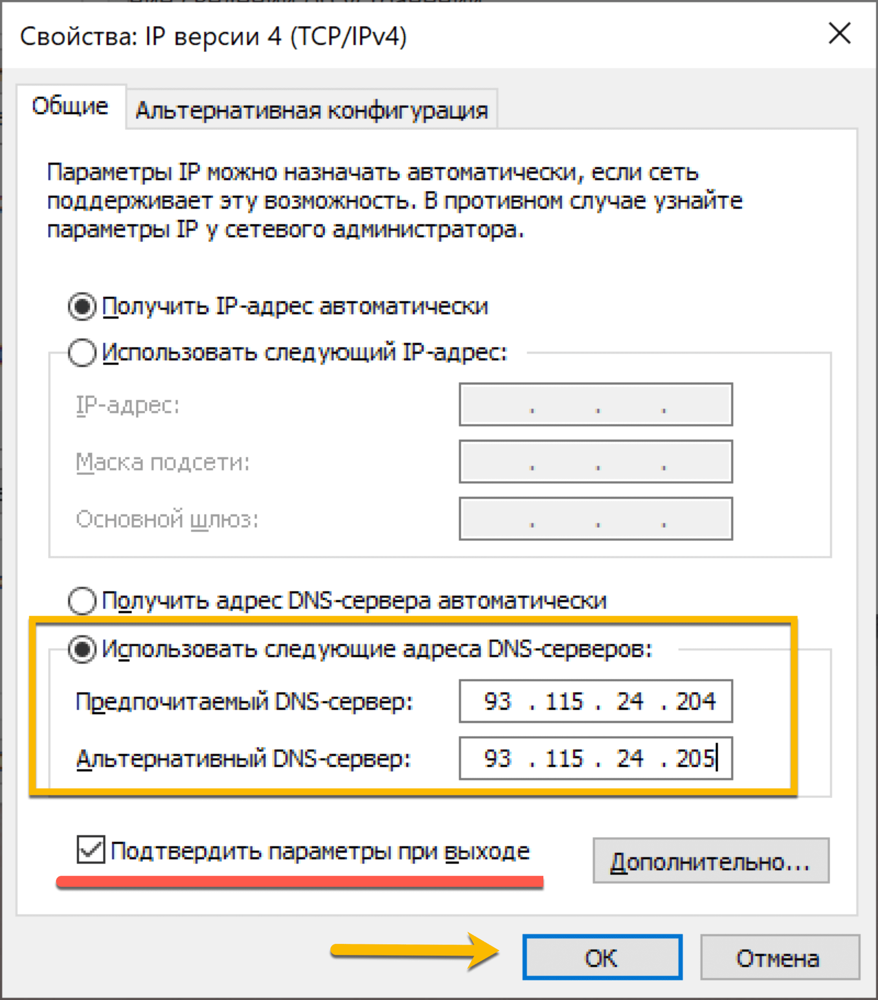 Свойства: IP версии 4 (TCP/IPv4)
Общие
Альтернативная конфигурация
Параметры IP можно назначать автоматически, если сеть
поддерживает эту возможность. В противном случае узнайте
параметры IP у сетевого администратора.
Получить IP-адрес автоматически
Использовать следующий IP-адрес:
IP-адрес: . . .
Маска подсети: . . .
Основной шлюз: . . .
Получить адрес DNS-сервера автоматически
Использовать следующие адреса DNS-серверов:
Предпочитаемый DNS-сервер: 93 . 115 . 24 . 204
Альтернативный DNS-сервер: 93 . 115 . 24 . 205
Подтвердить параметры при выходе
Дополнительно...
ОК
Отмена